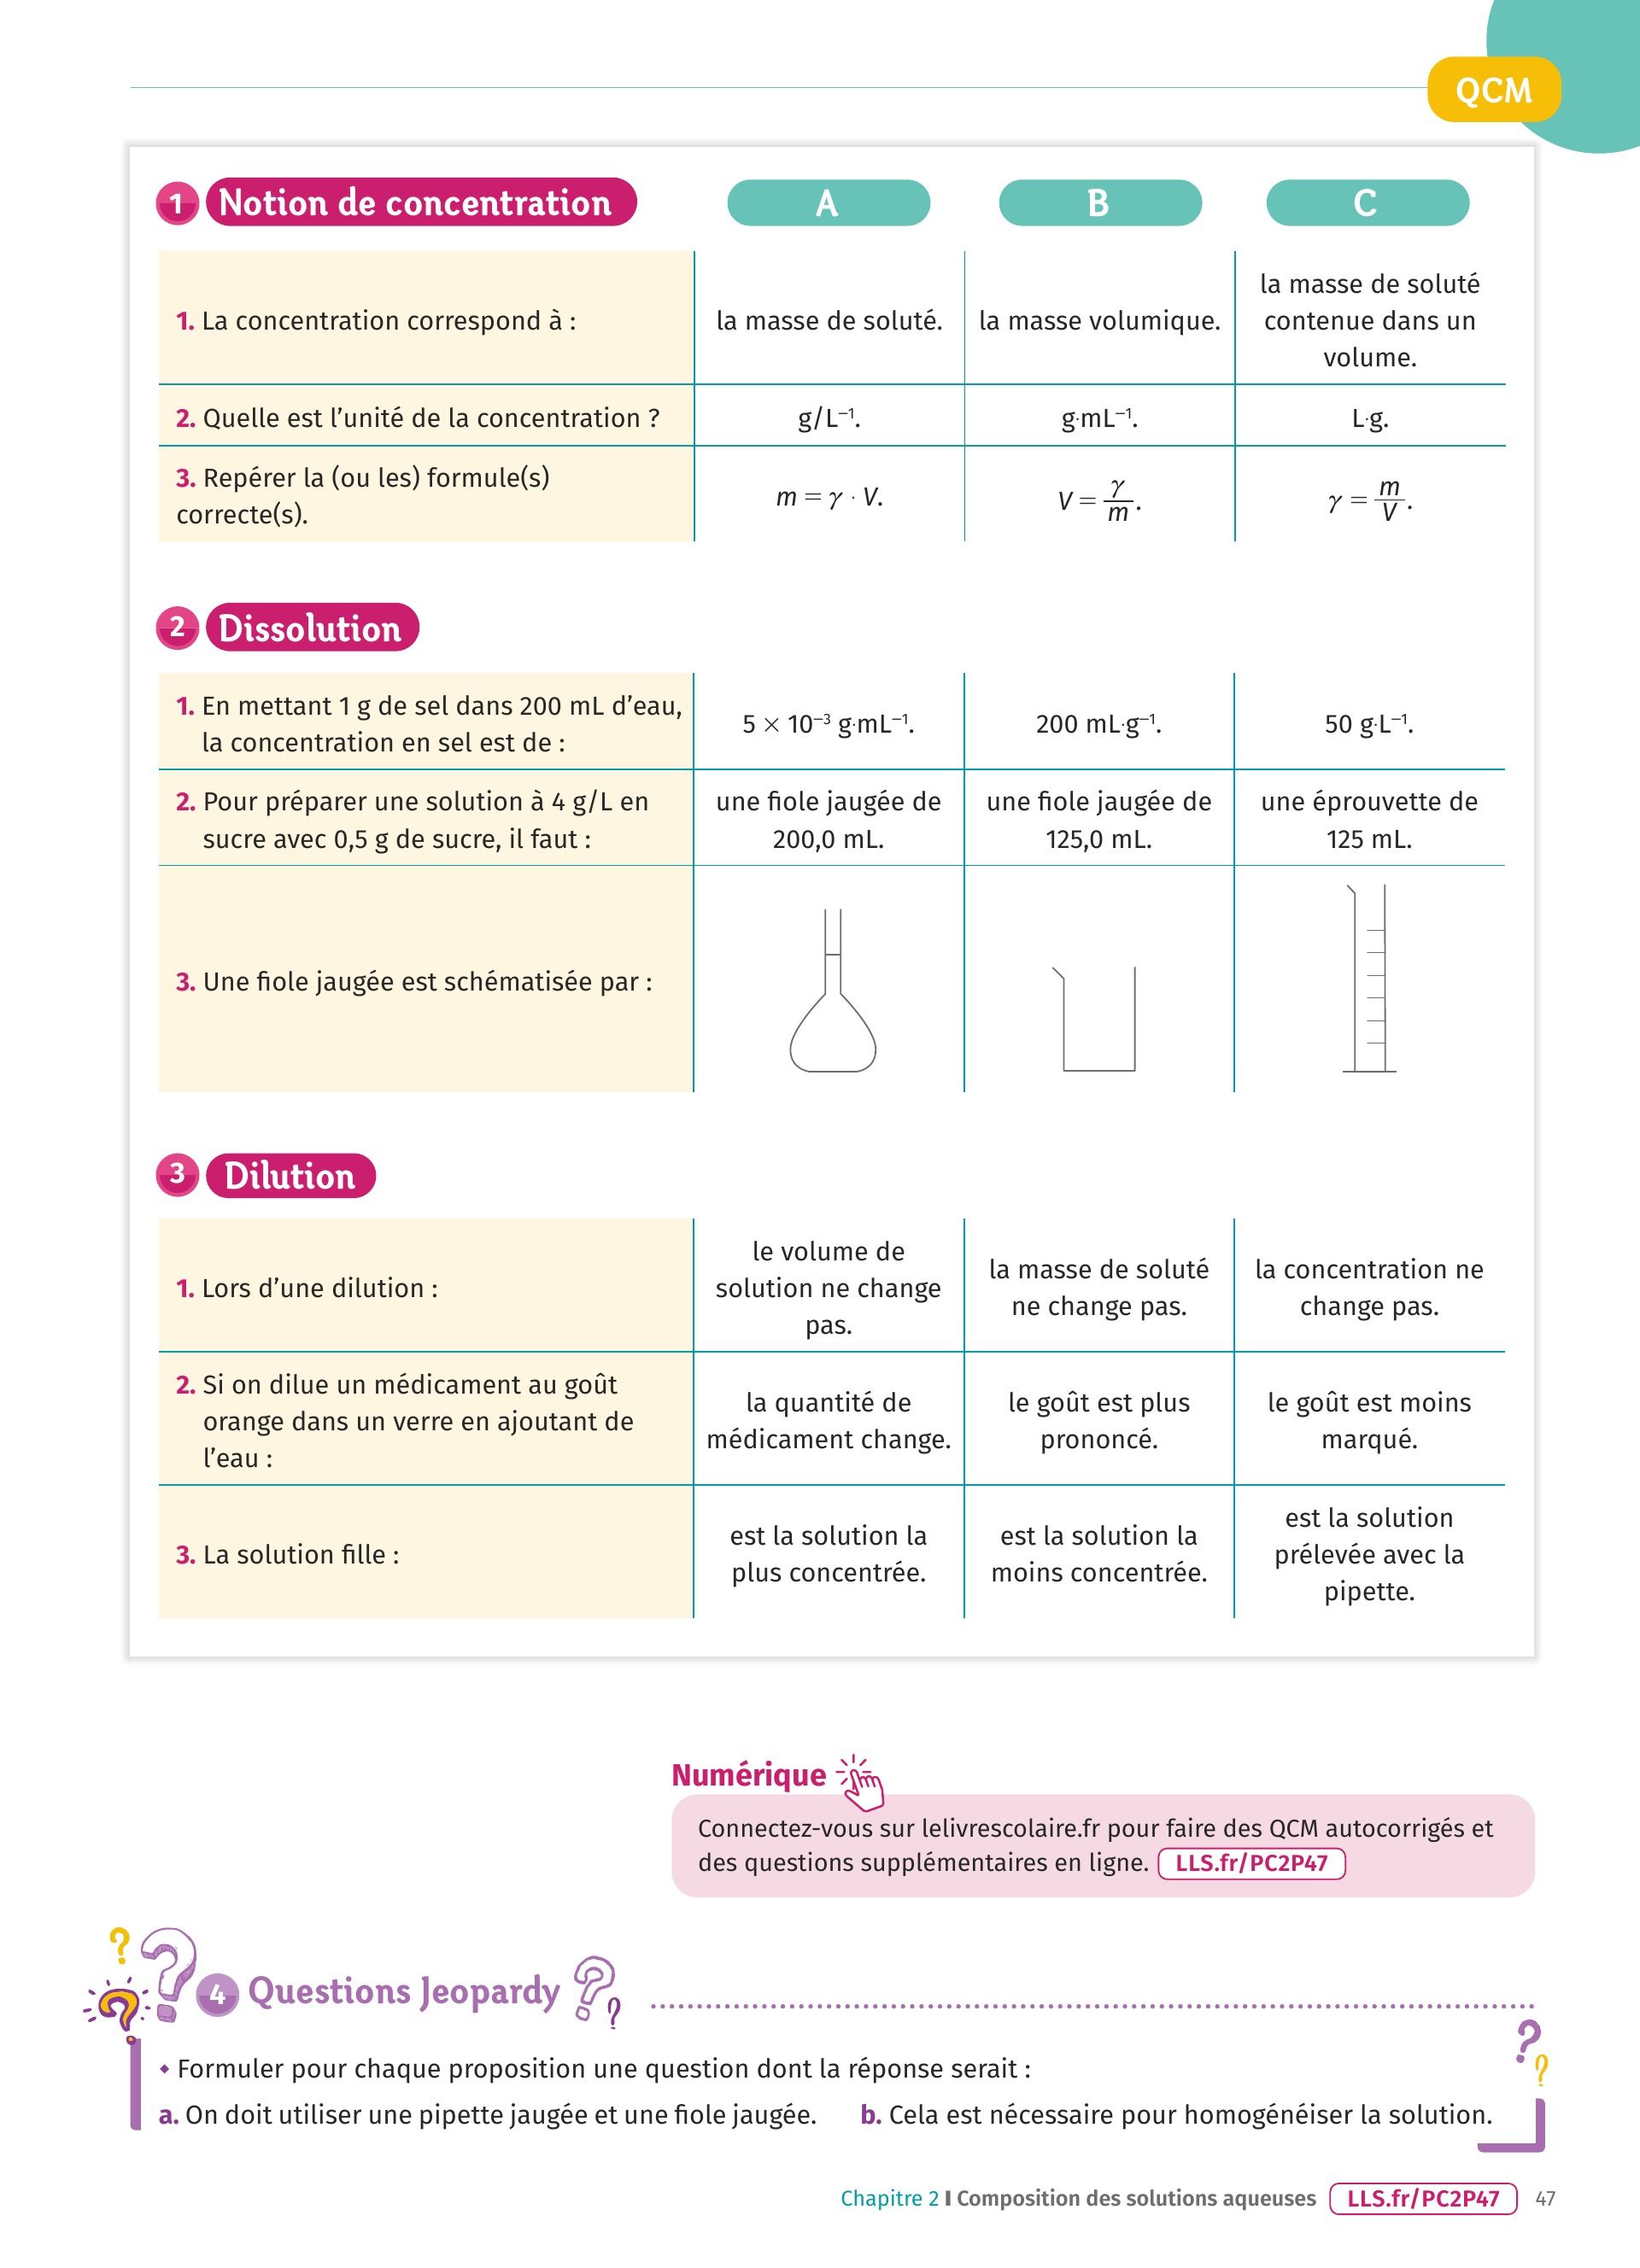 QCM
1 Notion de concentration A B C
1. La concentration correspond à : la masse de soluté. la masse volumique. la masse de soluté
contenue dans un
volume.
2. Quelle est l’unité de la concentration ? g/L⁻¹. g·mL⁻¹. L·g.
3. Repérer la (ou les) formule(s)
correcte(s). m = γ · V. V = γ/m. γ = m/V.
2 Dissolution
1. En mettant 1 g de sel dans 200 mL d’eau,
la concentration en sel est de : 5 × 10⁻³ g·mL⁻¹. 200 mL·g⁻¹. 50 g·L⁻¹.
2. Pour préparer une solution à 4 g/L en
sucre avec 0,5 g de sucre, il faut :
une fiole jaugée de
200,0 mL.
une fiole jaugée de
125,0 mL.
une éprouvette de
125 mL.
3. Une fiole jaugée est schématisée par :
3 Dilution
1. Lors d’une dilution :
le volume de
solution ne change
pas.
la masse de soluté
ne change pas.
la concentration ne
change pas.
2. Si on dilue un médicament au goût
orange dans un verre en ajoutant de
l’eau :
la quantité de
médicament change.
le goût est plus
prononcé.
le goût est moins
marqué.
3. La solution fille :
est la solution la
plus concentrée.
est la solution la
moins concentrée.
est la solution
prélevée avec la
pipette.
Numérique
Connectez-vous sur lelivrescolaire.fr pour faire des QCM autocorrigés et
des questions supplémentaires en ligne. LLS.fr/PC2P47
4 Questions Jeopardy
◆ Formuler pour chaque proposition une question dont la réponse serait :
a. On doit utiliser une pipette jaugée et une fiole jaugée. b. Cela est nécessaire pour homogénéiser la solution.
Chapitre 2 I Composition des solutions aqueuses LLS.fr/PC2P47 47